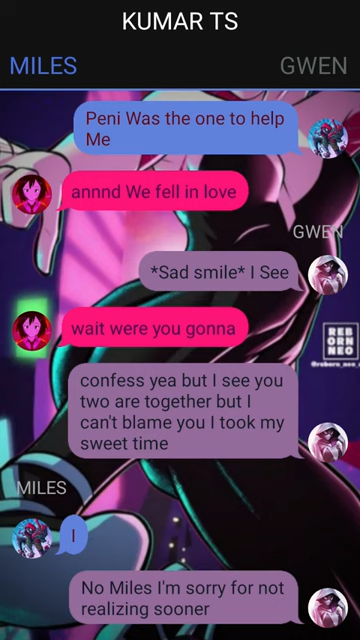 KUMAR TS
MILES
GWEN
Peni Was the one to help
Me
annnd We fell in love
GWEN
*Sad smile* I See
wait were you gonna
REB
ORN
NEO
confess yea but I see you
two are together but I
can't blame you I took my
sweet time
MILES
I
No Miles I'm sorry for not
realizing sooner